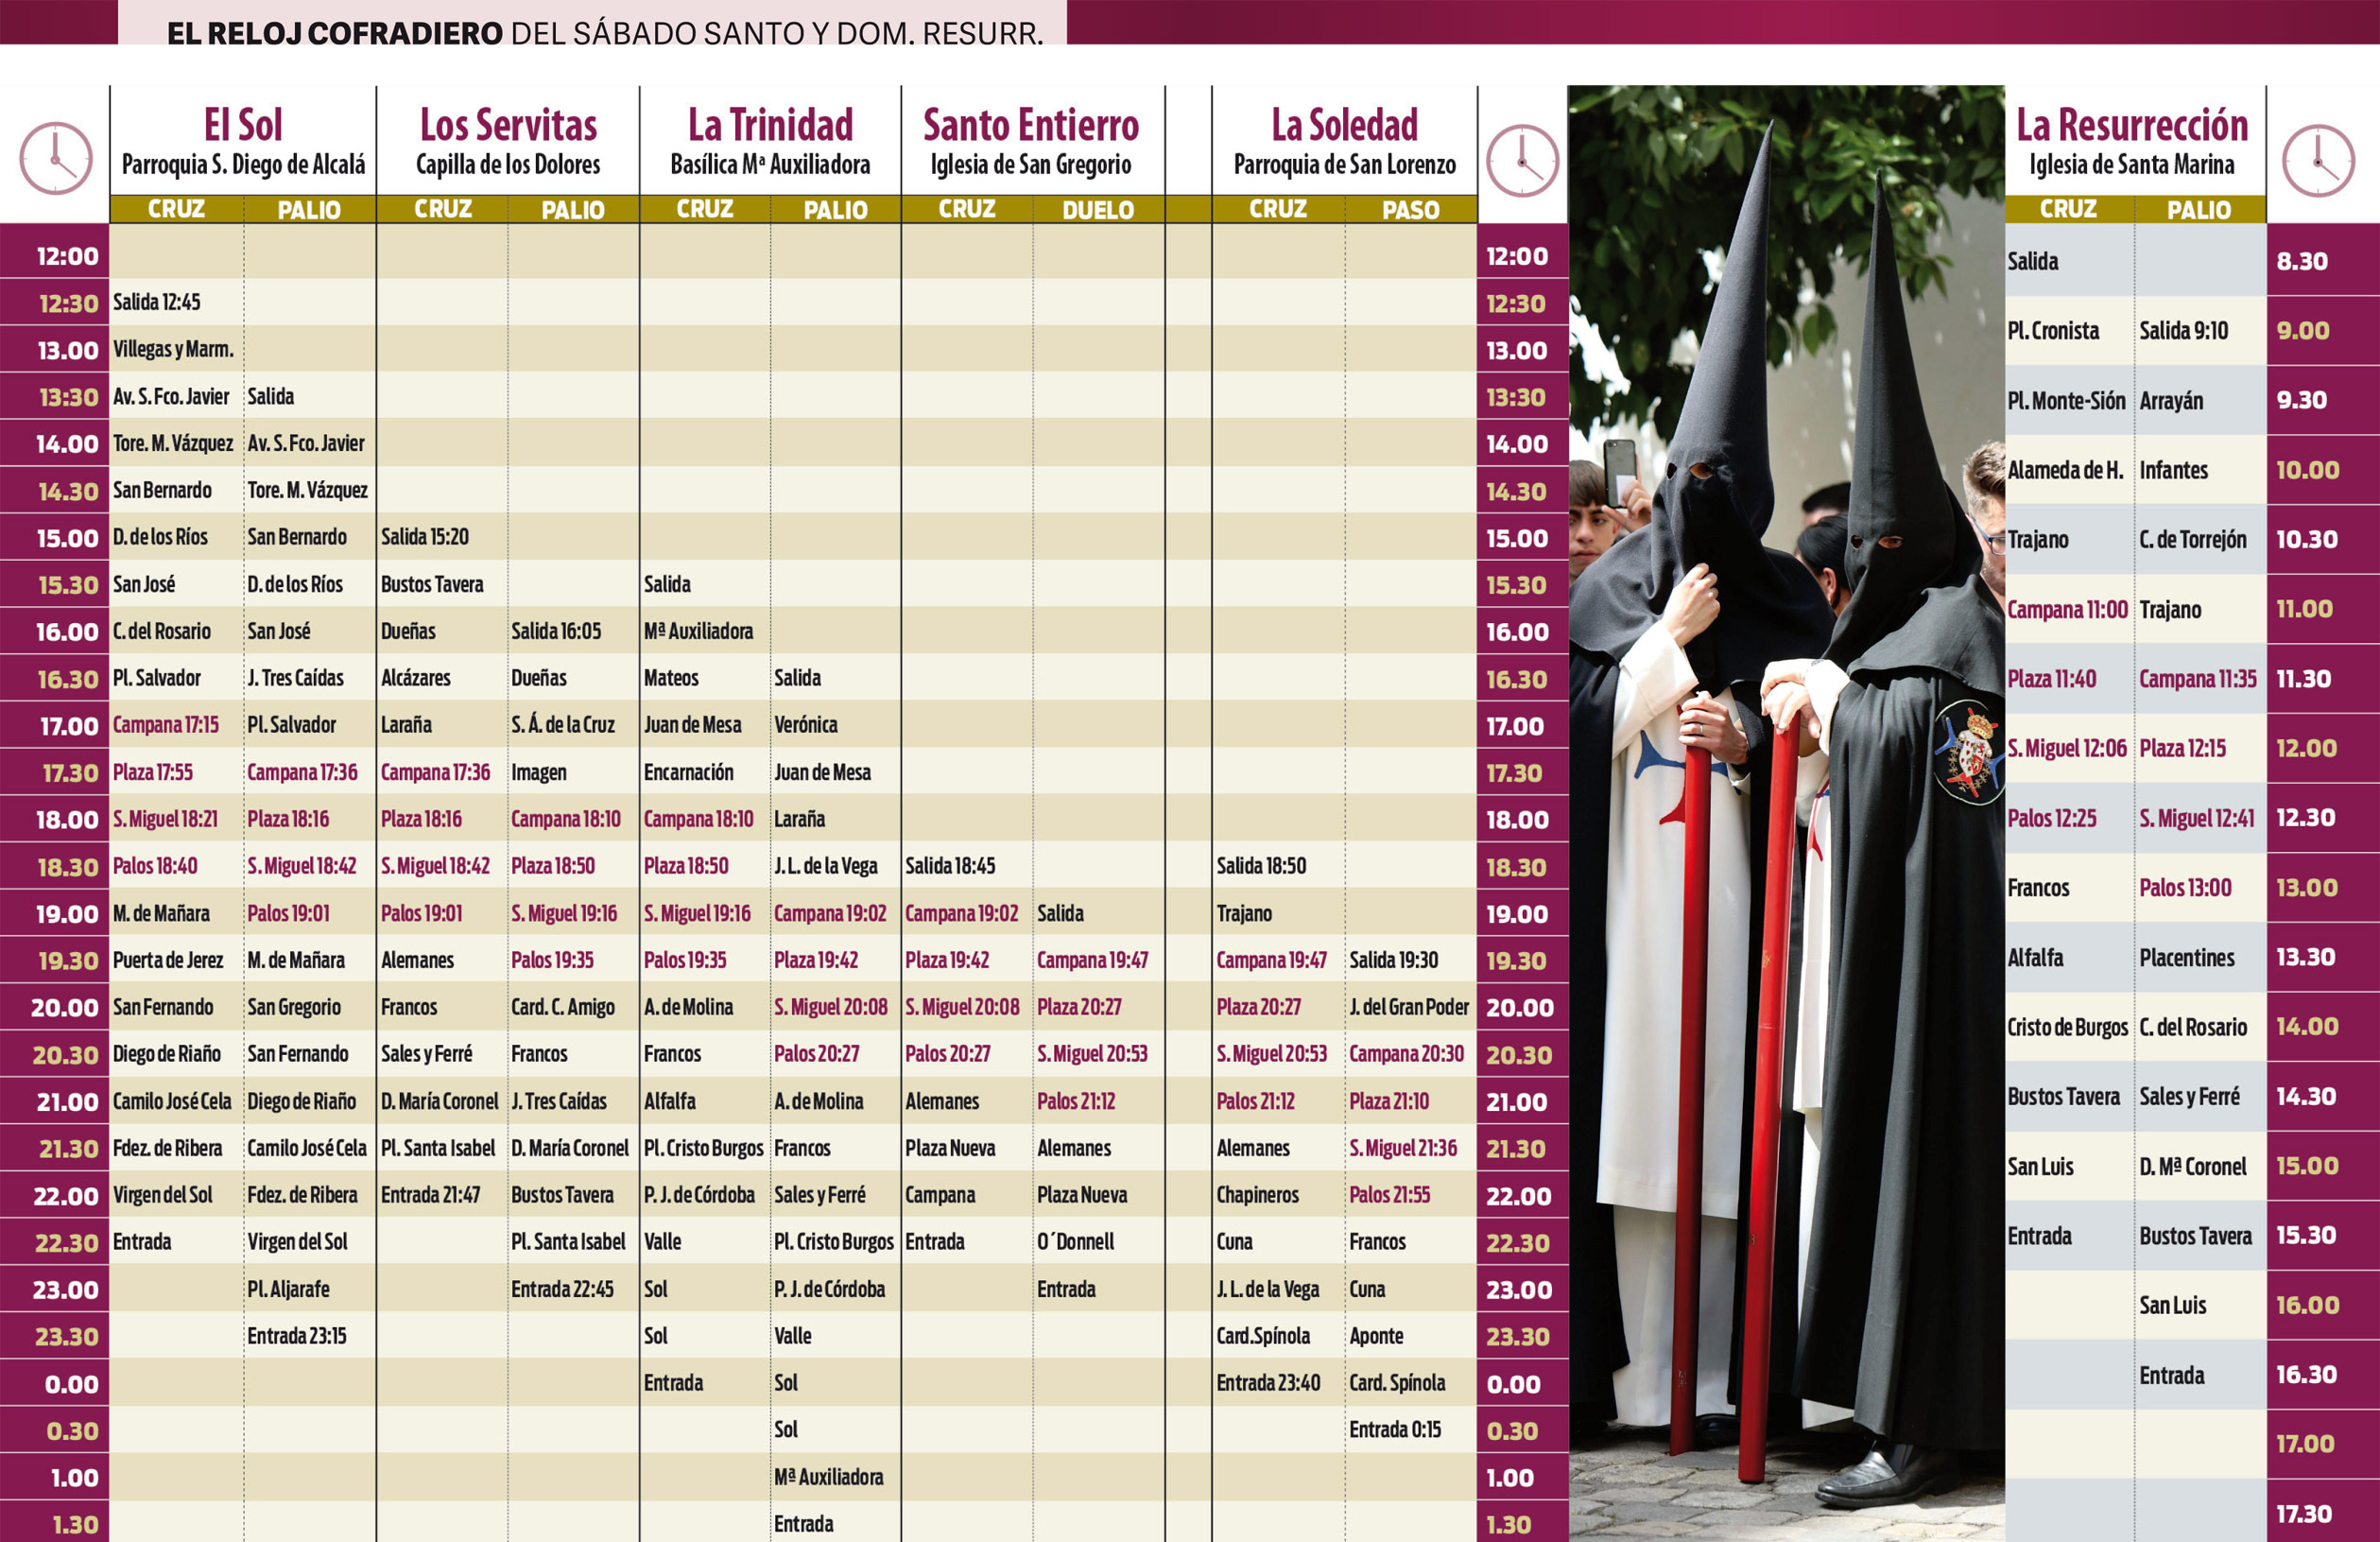 EL RELOJ COFRADIERO DEL SÁBADO SANTO Y DOM. RESURR.
El Sol Los Servitas La Trinidad Santo Entierro La Soledad La Resurrección
Parroquia S. Diego de Alcalá Capilla de los Dolores Basílica Mª Auxiliadora Iglesia de San Gregorio Parroquia de San Lorenzo Iglesia de Santa Marina
CRUZ PALIO CRUZ PALIO CRUZ PALIO CRUZ DUELO CRUZ PASO CRUZ PALIO
12:00 12:00
12:30 Salida 12:45 12:30
13.00 Villegas y Marm. 13.00
13:30 Av. S. Fco. Javier Salida 13:30
14.00 Tore. M. Vázquez Av. S. Fco. Javier 14.00
14.30 San Bernardo Tore. M. Vázquez 14.30
15.00 D. de los Ríos San Bernardo Salida 15:20 15.00
15.30 San José D. de los Ríos Bustos Tavera Salida 15.30
16.00 C. del Rosario San José Dueñas Salida 16:05 Mª Auxiliadora 16.00
16.30 Pl. Salvador J. Tres Caídas Alcázares Dueñas Mateos Salida 16.30
17.00 Campana 17:15 Pl. Salvador Laraña S. Á. de la Cruz Juan de Mesa Verónica 17.00
17.30 Plaza 17:55 Campana 17:36 Campana 17:36 Imagen Encarnación Juan de Mesa 17.30
18.00 S. Miguel 18:21 Plaza 18:16 Plaza 18:16 Campana 18:10 Campana 18:10 Laraña 18.00
18.30 Palos 18:40 S. Miguel 18:42 S. Miguel 18:42 Plaza 18:50 Plaza 18:50 J. L. de la Vega Salida 18:45 Salida 18:50 18.30
19.00 M. de Mañara Palos 19:01 Palos 19:01 S. Miguel 19:16 S. Miguel 19:16 Campana 19:02 Campana 19:02 Salida Trajano 19.00
19.30 Puerta de Jerez M. de Mañara Alemanes Palos 19:35 Palos 19:35 Plaza 19:42 Plaza 19:42 Campana 19:47 Campana 19:47 Salida 19:30 19.30
20.00 San Fernando San Gregorio Francos Card. C. Amigo A. de Molina S. Miguel 20:08 S. Miguel 20:08 Plaza 20:27 Plaza 20:27 J. del Gran Poder 20.00
20.30 Diego de Riaño San Fernando Sales y Ferré Francos Francos Palos 20:27 Palos 20:27 S. Miguel 20:53 S. Miguel 20:53 Campana 20:30 20.30
21.00 Camilo José Cela Diego de Riaño D. María Coronel J. Tres Caídas Alfalfa A. de Molina Alemanes Palos 21:12 Palos 21:12 Plaza 21:10 21.00
21.30 Fdez. de Ribera Camilo José Cela Pl. Santa Isabel D. María Coronel Pl. Cristo Burgos Francos Plaza Nueva Alemanes Alemanes S. Miguel 21:36 21.30
22.00 Virgen del Sol Fdez. de Ribera Entrada 21:47 Bustos Tavera P. J. de Córdoba Sales y Ferré Campana Plaza Nueva Chapineros Palos 21:55 22.00
22.30 Entrada Virgen del Sol Pl. Santa Isabel Valle Pl. Cristo Burgos Entrada O´Donnell Cuna Francos 22.30
23.00 Pl. Aljarafe Entrada 22:45 Sol P. J. de Córdoba Entrada J. L. de la Vega Cuna 23.00
23.30 Entrada 23:15 Sol Valle Card.Spínola Aponte 23.30
0.00 Entrada Sol Entrada 23:40 Card. Spínola 0.00
0.30 Sol Entrada 0:15 0.30
1.00 Mª Auxiliadora 1.00
1.30 Entrada 1.30
Salida 8.30
Pl. Cronista Salida 9:10 9.00
Pl. Monte-Sión Arrayán 9.30
Alameda de H. Infantes 10.00
Trajano C. de Torrejón 10.30
Campana 11:00 Trajano 11.00
Plaza 11:40 Campana 11:35 11.30
S. Miguel 12:06 Plaza 12:15 12.00
Palos 12:25 S. Miguel 12:41 12.30
Francos Palos 13:00 13.00
Alfalfa Placentines 13.30
Cristo de Burgos C. del Rosario 14.00
Bustos Tavera Sales y Ferré 14.30
San Luis D. Mª Coronel 15.00
Entrada Bustos Tavera 15.30
San Luis 16.00
Entrada 16.30
17.00
17.30